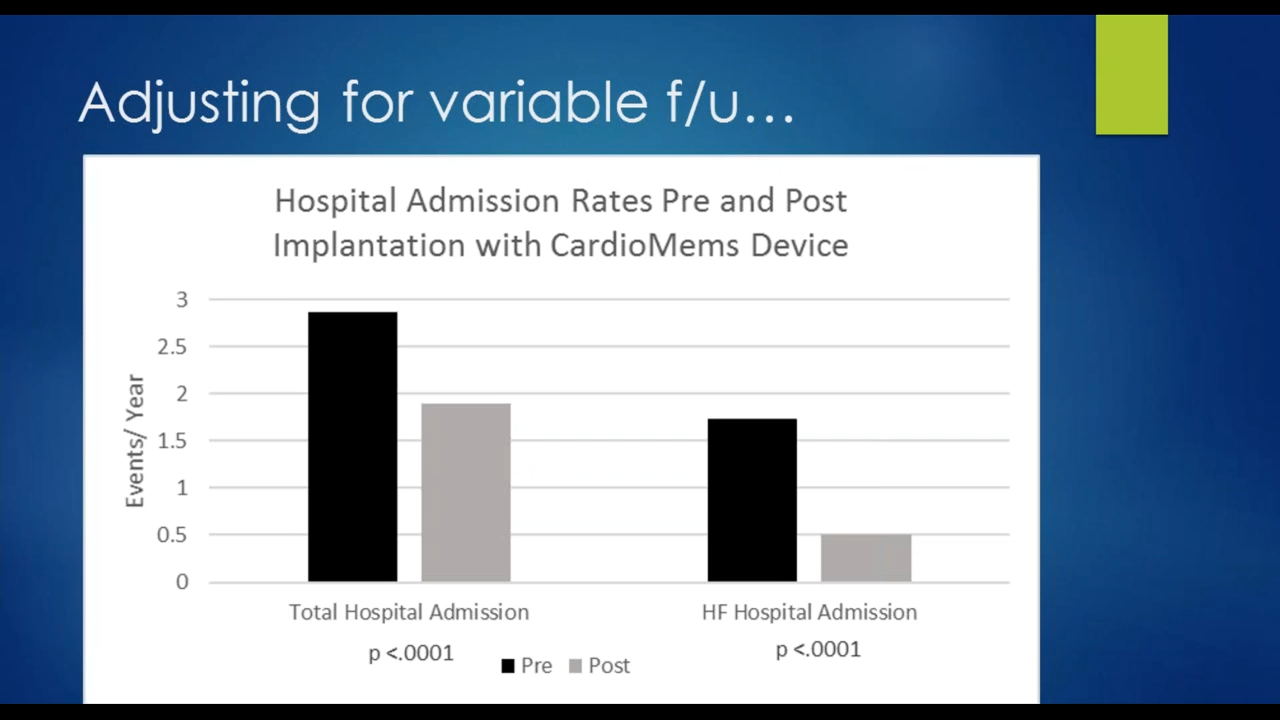 Adjusting for variable f/u...
Hospital Admission Rates Pre and Post
Implantation with CardioMems Device
3
2.5
2
1.5
1
0.5
0
Events/ Year
Total Hospital Admission
HF Hospital Admission
p <.0001
p <.0001
Pre
Post